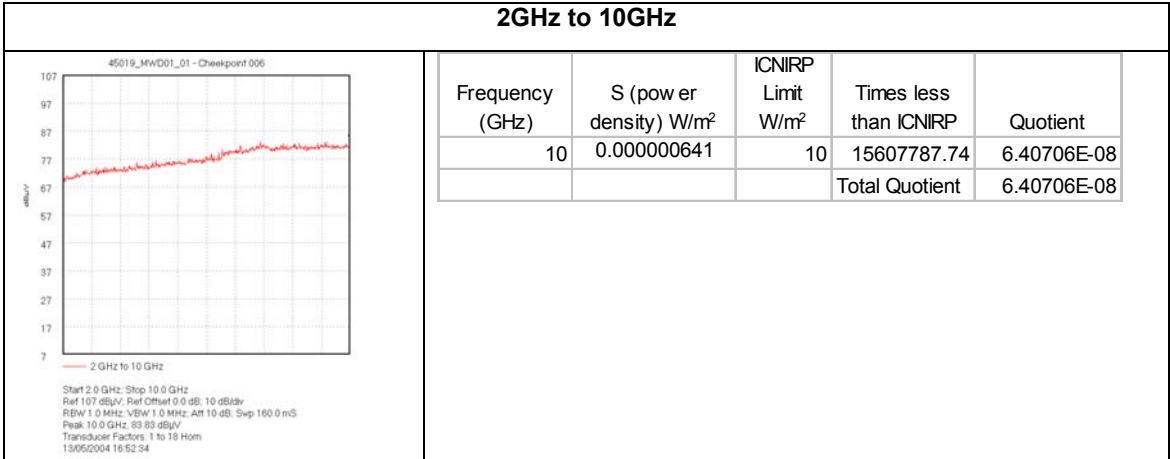 2GHz to 10GHz
45019_MWD01_01 - Cheekpoint 006
107
97
87
77
67
57
47
37
27
17
7
dBµV
2 GHz to 10 GHz
Start 2.0 GHz; Stop 10.0 GHz
Ref 107 dBµV; Ref Offset 0.0 dB; 10 dB/div
RBW 1.0 MHz; VBW 1.0 MHz; Att 10 dB; Swp 160.0 mS
Peak 10.0 GHz, 83.83 dBµV
Transducer Factors: 1 to 18 Horn
13/05/2004 16:52:34
Frequency (GHz) S (pow er density) W/m² ICNIRP Limit W/m² Times less than ICNIRP Quotient
10 0.000000641 10 15607787.74 6.40706E-08
Total Quotient 6.40706E-08